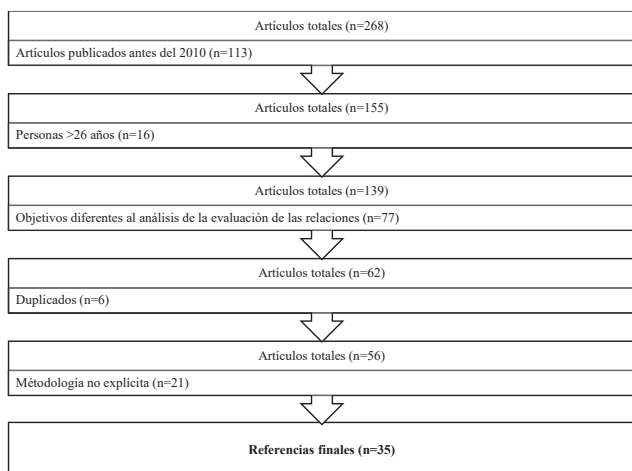 Artículos totales (n=268)
Artículos publicados antes del 2010 (n=113)
Artículos totales (n=155)
Personas >26 años (n=16)
Artículos totales (n=139)
Objetivos diferentes al análisis de la evaluación de las relaciones (n=77)
Artículos totales (n=62)
Duplicados (n=6)
Artículos totales (n=56)
Métodología no explícita (n=21)
Referencias finales (n=35)